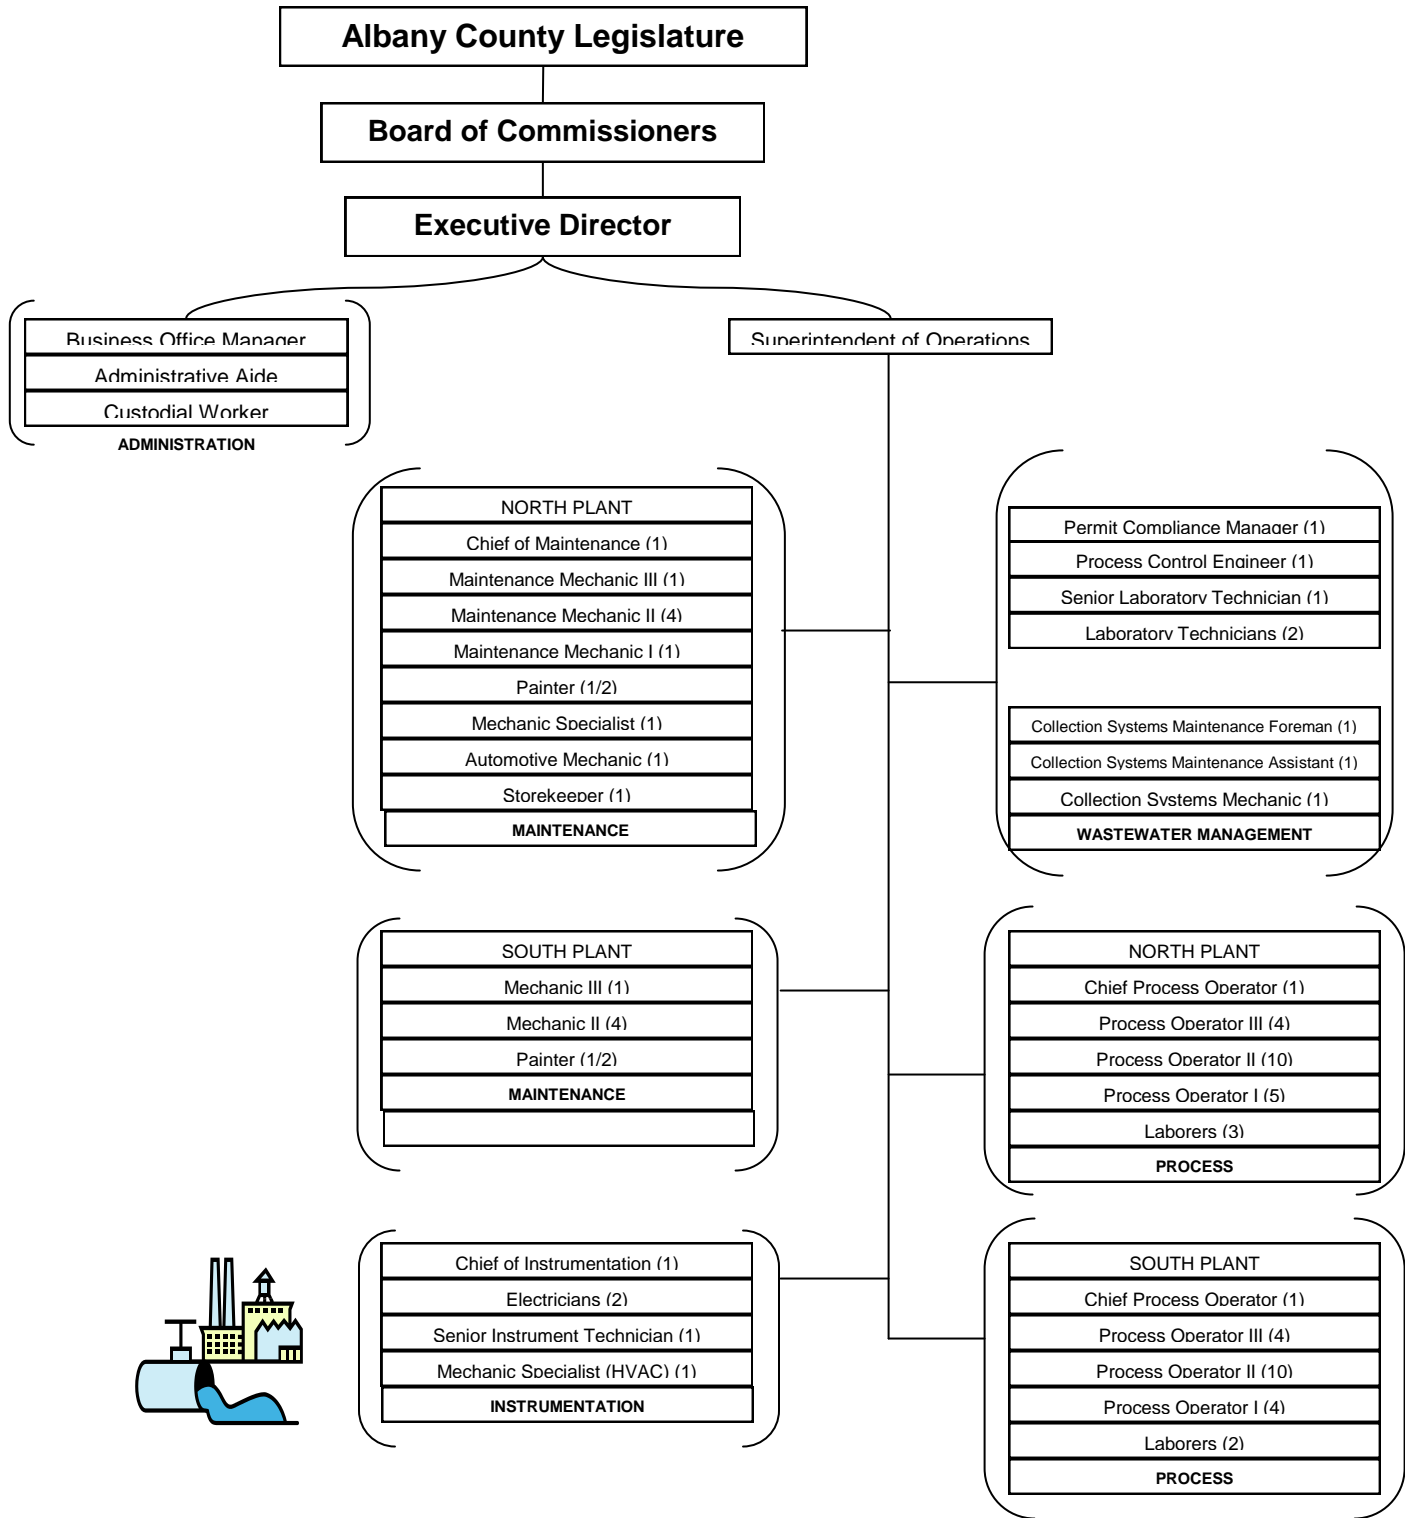 Albany County Legislature
Board of Commissioners
Executive Director
Business Office Manager
Administrative Aide
Custodial Worker
ADMINISTRATION
Superintendent of Operations
NORTH PLANT
Chief of Maintenance (1)
Maintenance Mechanic III (1)
Maintenance Mechanic II (4)
Maintenance Mechanic I (1)
Painter (1/2)
Mechanic Specialist (1)
Automotive Mechanic (1)
Storekeeper (1)
MAINTENANCE
Permit Compliance Manager (1)
Process Control Engineer (1)
Senior Laboratory Technician (1)
Laboratory Technicians (2)
Collection Systems Maintenance Foreman (1)
Collection Systems Maintenance Assistant (1)
Collection Systems Mechanic (1)
WASTEWATER MANAGEMENT
SOUTH PLANT
Mechanic III (1)
Mechanic II (4)
Painter (1/2)
MAINTENANCE
NORTH PLANT
Chief Process Operator (1)
Process Operator III (4)
Process Operator II (10)
Process Operator I (5)
Laborers (3)
PROCESS
Chief of Instrumentation (1)
Electricians (2)
Senior Instrument Technician (1)
Mechanic Specialist (HVAC) (1)
INSTRUMENTATION
SOUTH PLANT
Chief Process Operator (1)
Process Operator III (4)
Process Operator II (10)
Process Operator I (4)
Laborers (2)
PROCESS